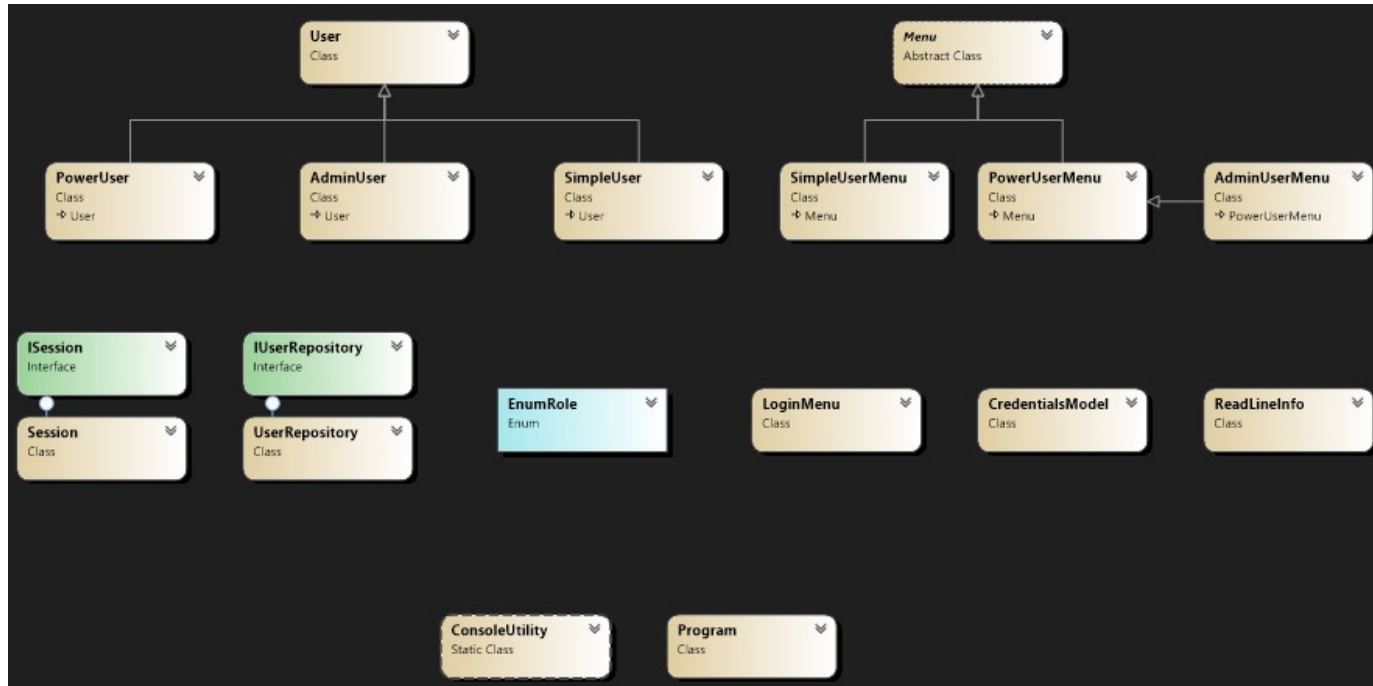 User
Class
Menu
Abstract Class
PowerUser
Class
User
AdminUser
Class
User
SimpleUser
Class
User
SimpleUserMenu
Class
Menu
PowerUserMenu
Class
Menu
AdminUserMenu
Class
PowerUserMenu
ISession
Interface
IUserRepository
Interface
Session
Class
UserRepository
Class
EnumRole
Enum
LoginMenu
Class
CredentialsModel
Class
ReadLineInfo
Class
ConsoleUtility
Static Class
Program
Class